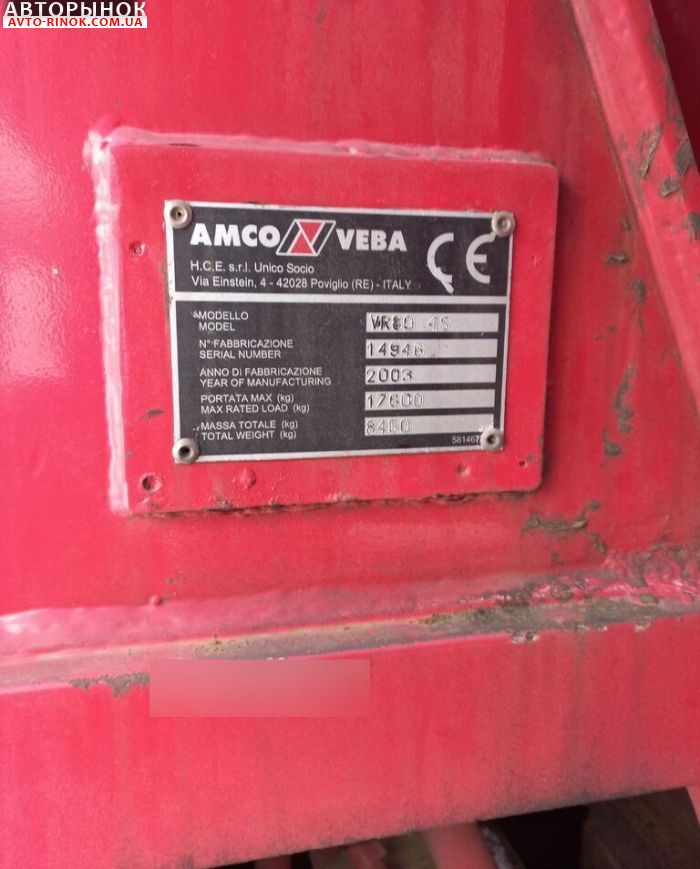 АВТОРЫНОК
AVTO-RINOK.COM.UA
AMCO VEBA
H.C.E. s.r.l. Unico Socio
Via Einstein, 4 - 42028 Poviglio (RE) - ITALY
CE
MODELLO
MODEL
N° FABBRICAZIONE
SERIAL NUMBER
14946
ANNO DI FABBRICAZIONE
YEAR OF MANUFACTURING
2003
PORTATA MAX (kg)
MAX RATED LOAD (kg)
17600
MASSA TOTALE (kg)
TOTAL WEIGHT (kg)